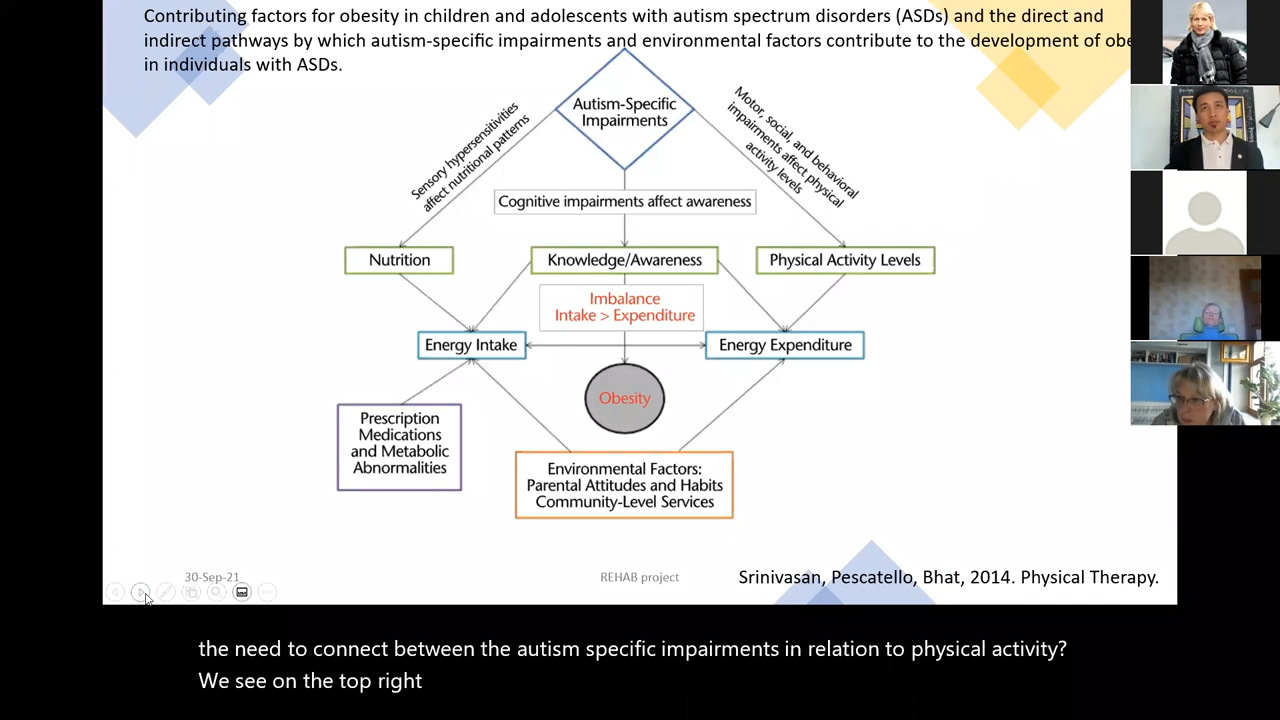 Contributing factors for obesity in children and adolescents with autism spectrum disorders (ASDs) and the direct and
indirect pathways by which autism-specific impairments and environmental factors contribute to the development of obe
in individuals with ASDs.
Autism-Specific
Impairments
Sensory hypersensitivities
affect nutritional patterns
Motor, social, and behavioral
impairments affect physical
activity levels
Cognitive impairments affect awareness
Nutrition
Knowledge/Awareness
Physical Activity Levels
Imbalance
Intake > Expenditure
Energy Intake
Energy Expenditure
Obesity
Prescription
Medications
and Metabolic
Abnormalities
Environmental Factors:
Parental Attitudes and Habits
Community-Level Services
30-Sep-21
REHAB project
Srinivasan, Pescatello, Bhat, 2014. Physical Therapy.
the need to connect between the autism specific impairments in relation to physical activity?
We see on the top right